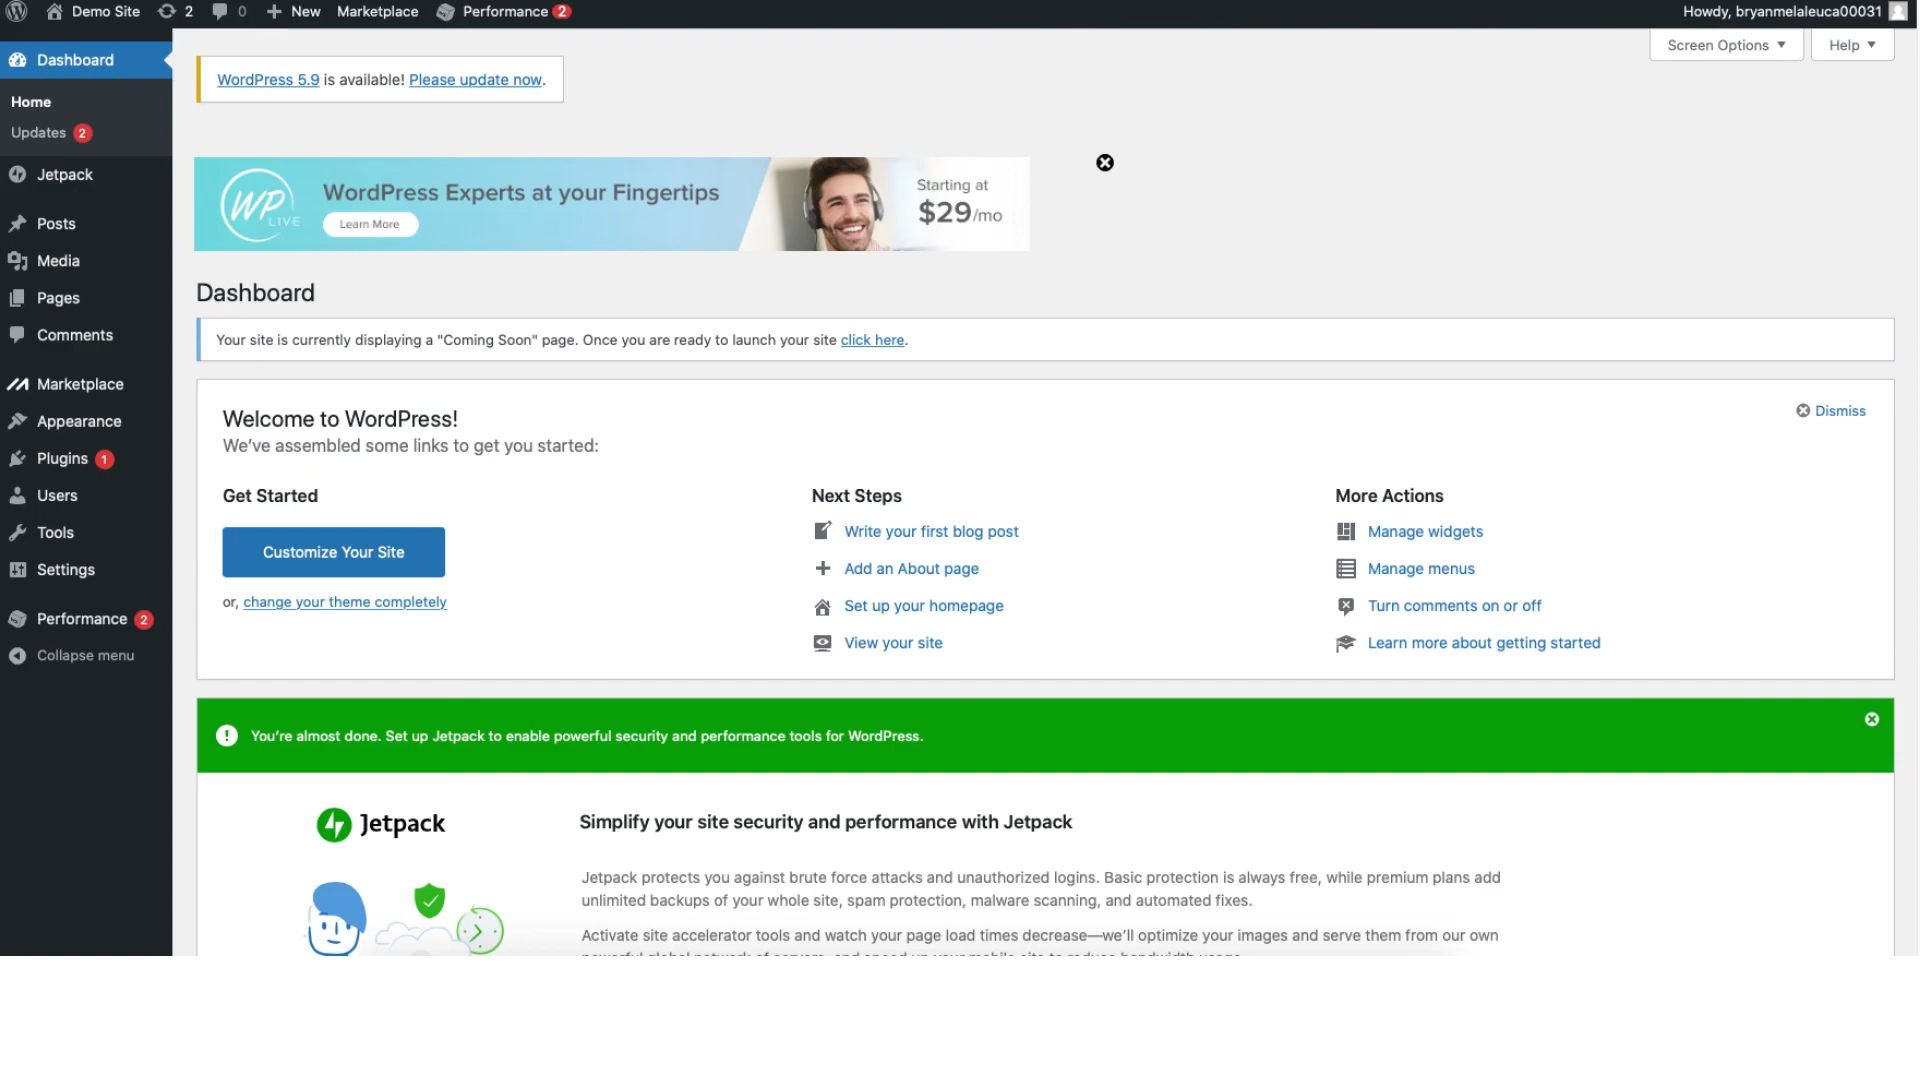 Demo Site 2 0 New Marketplace Performance 2 Howdy, bryanmelaleuca00031
Screen Options Help
Dashboard
Home
Updates 2
Jetpack
Posts
Media
Pages
Comments
Marketplace
Appearance
Plugins 1
Users
Tools
Settings
Performance 2
Collapse menu
WordPress 5.9 is available! Please update now.
WP LIVE
WordPress Experts at your Fingertips
Learn More
Starting at
$29/mo
Dashboard
Your site is currently displaying a "Coming Soon" page. Once you are ready to launch your site click here.
Welcome to WordPress!
Dismiss
We've assembled some links to get you started:
Get Started
Customize Your Site
or, change your theme completely
Next Steps
Write your first blog post
Add an About page
Set up your homepage
View your site
More Actions
Manage widgets
Manage menus
Turn comments on or off
Learn more about getting started
You're almost done. Set up Jetpack to enable powerful security and performance tools for WordPress.
Jetpack
Simplify your site security and performance with Jetpack
Jetpack protects you against brute force attacks and unauthorized logins. Basic protection is always free, while premium plans add
unlimited backups of your whole site, spam protection, malware scanning, and automated fixes.
Activate site accelerator tools and watch your page load times decrease—we'll optimize your images and serve them from our own